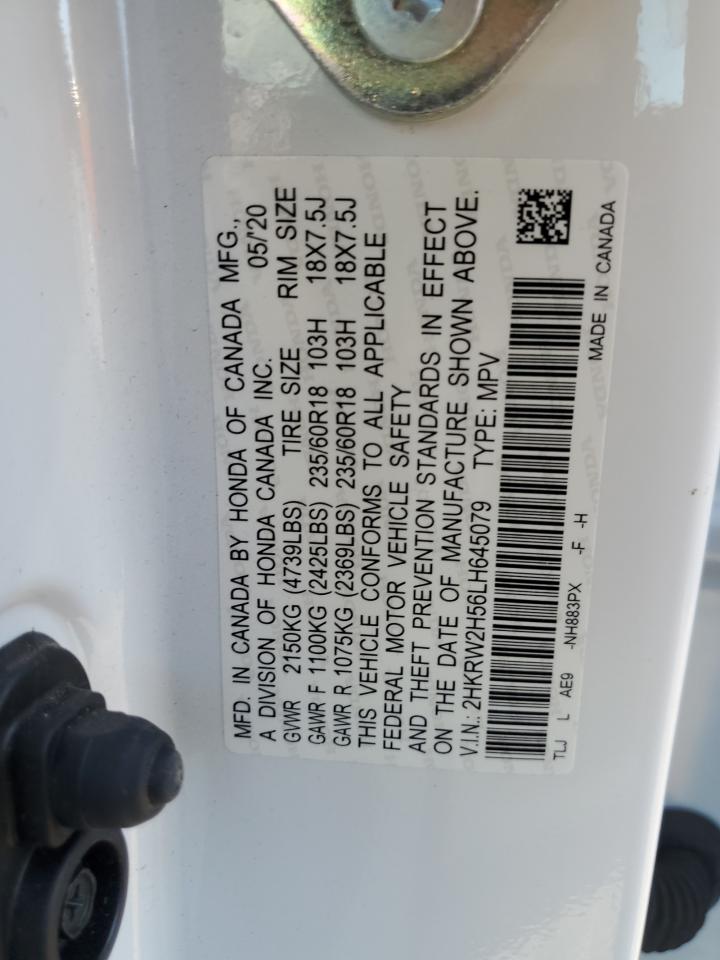 MFD. IN CANADA BY HONDA OF CANADA MFG.,
A DIVISION OF HONDA CANADA INC. 05/'20
GVWR 2150KG (4739LBS) TIRE SIZE RIM SIZE
GAWR F 1100KG (2425LBS) 235/60R18 103H 18X7.5J
GAWR R 1075KG (2369LBS) 235/60R18 103H 18X7.5J
THIS VEHICLE CONFORMS TO ALL APPLICABLE
FEDERAL MOTOR VEHICLE SAFETY
AND THEFT PREVENTION STANDARDS IN EFFECT
ON THE DATE OF MANUFACTURE SHOWN ABOVE.
V.I.N.: 2HKRW2H56LH645079 TYPE: MPV
TLJ L AE9 -NH883PX -F -H MADE IN CANADA